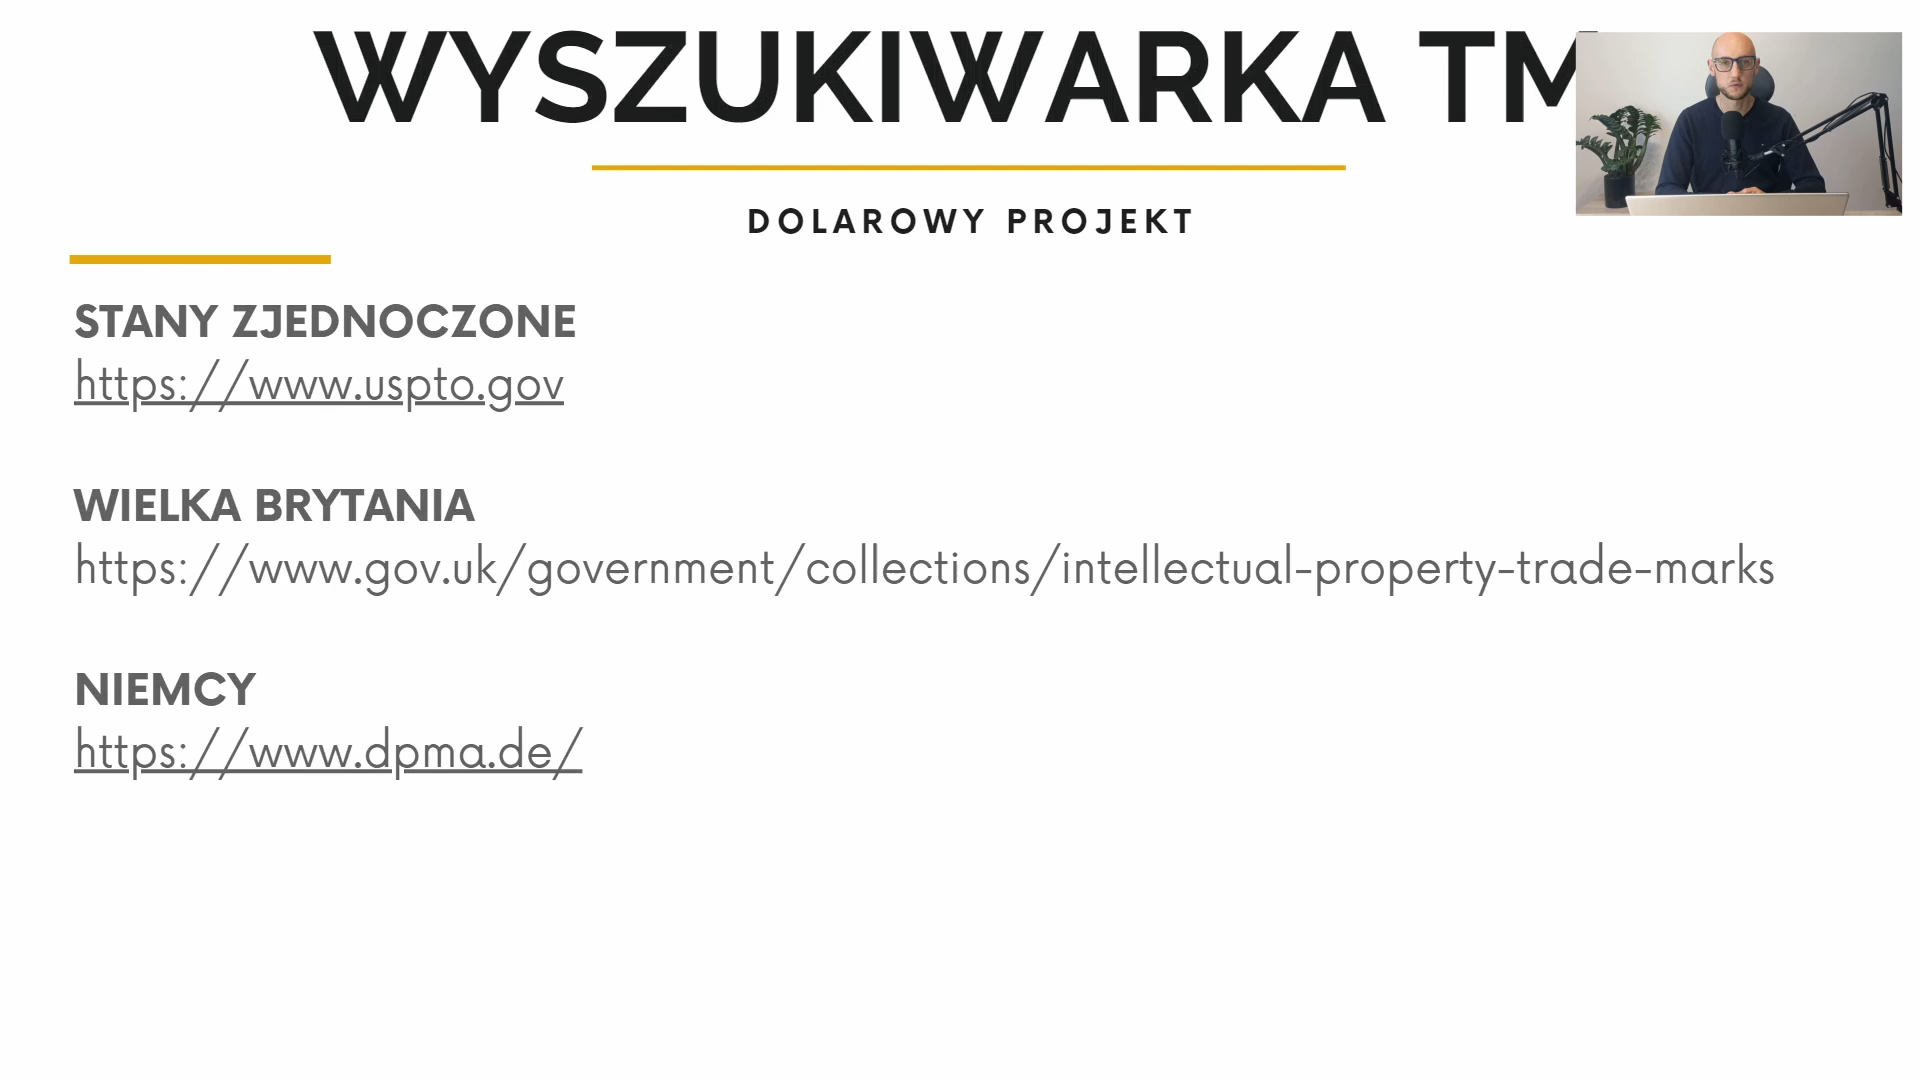 WYSZUKIWARKA TM
DOLAROWY PROJEKT
STANY ZJEDNOCZONE
https://www.uspto.gov
WIELKA BRYTANIA
https://www.gov.uk/government/collections/intellectual-property-trade-marks
NIEMCY
https://www.dpma.de/